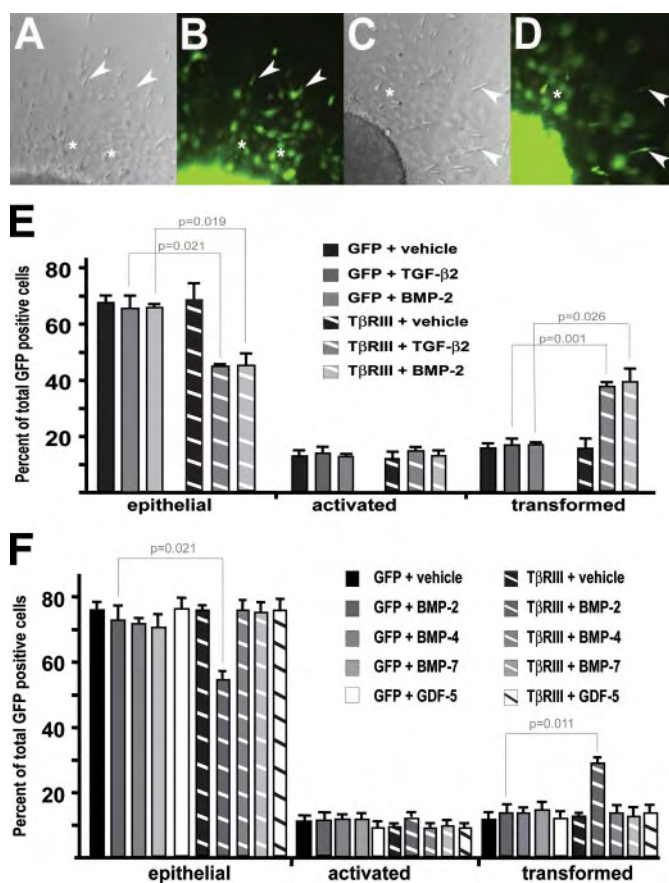 A B C D
* * * * * *
E
p=0.019
p=0.021
Percent of total GFP positive cells
80
60
40
20
GFP + vehicle
GFP + TGF-β2
GFP + BMP-2
TβRIII + vehicle
TβRIII + TGF-β2
TβRIII + BMP-2
p=0.026
p=0.001
epithelial activated transformed
F
p=0.021
Percent of total GFP positive cells
80
60
40
20
GFP + vehicle
GFP + BMP-2
GFP + BMP-4
GFP + BMP-7
GFP + GDF-5
TβRIII + vehicle
TβRIII + BMP-2
TβRIII + BMP-4
TβRIII + BMP-7
TβRIII + GDF-5
p=0.011
epithelial activated transformed